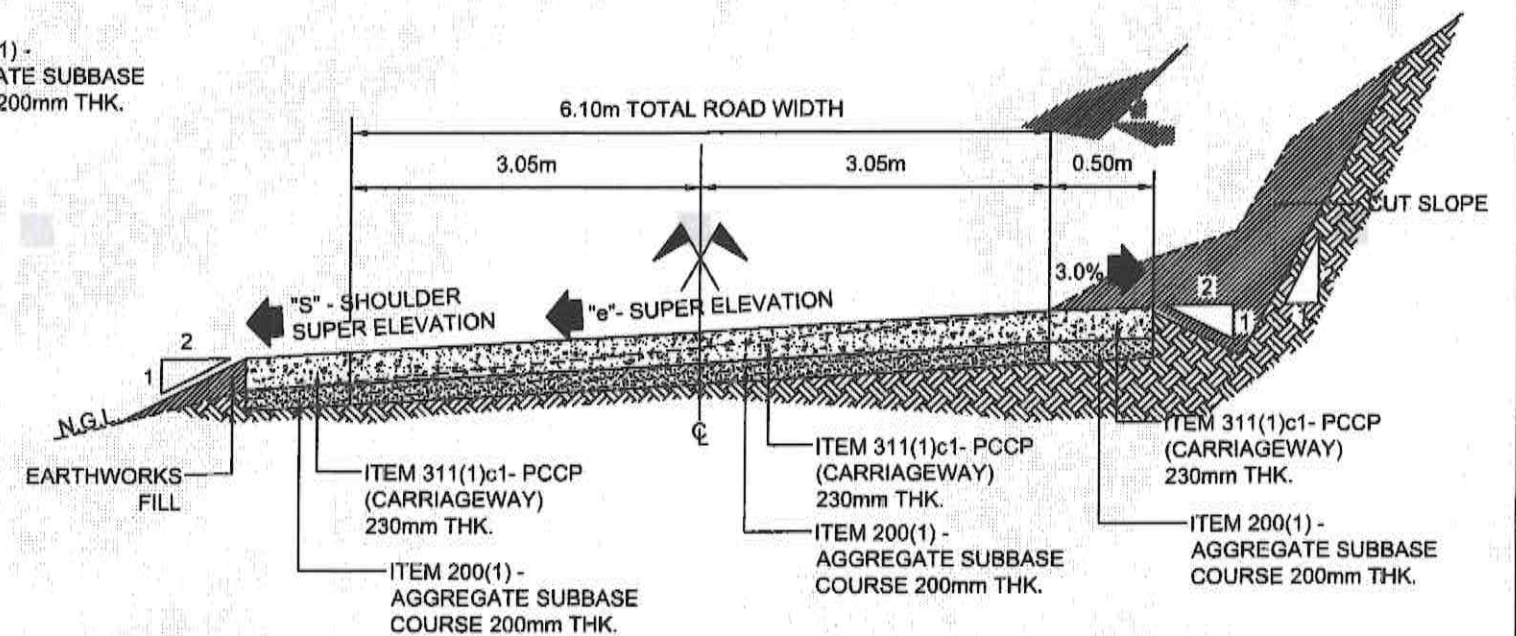 1) -
ATE SUBBASE
200mm THK.
6.10m TOTAL ROAD WIDTH
3.05m
3.05m
0.50m
CUT SLOPE
3.0%
"S" - SHOULDER
SUPER ELEVATION
"e"- SUPER ELEVATION
2
1
2
1
1
N.G.L.
EARTHWORKS
FILL
℄
ITEM 311(1)c1- PCCP
(CARRIAGEWAY)
230mm THK.
ITEM 200(1) -
AGGREGATE SUBBASE
COURSE 200mm THK.
ITEM 311(1)c1- PCCP
(CARRIAGEWAY)
230mm THK.
ITEM 200(1) -
AGGREGATE SUBBASE
COURSE 200mm THK.
ITEM 311(1)c1- PCCP
(CARRIAGEWAY)
230mm THK.
ITEM 200(1) -
AGGREGATE SUBBASE
COURSE 200mm THK.